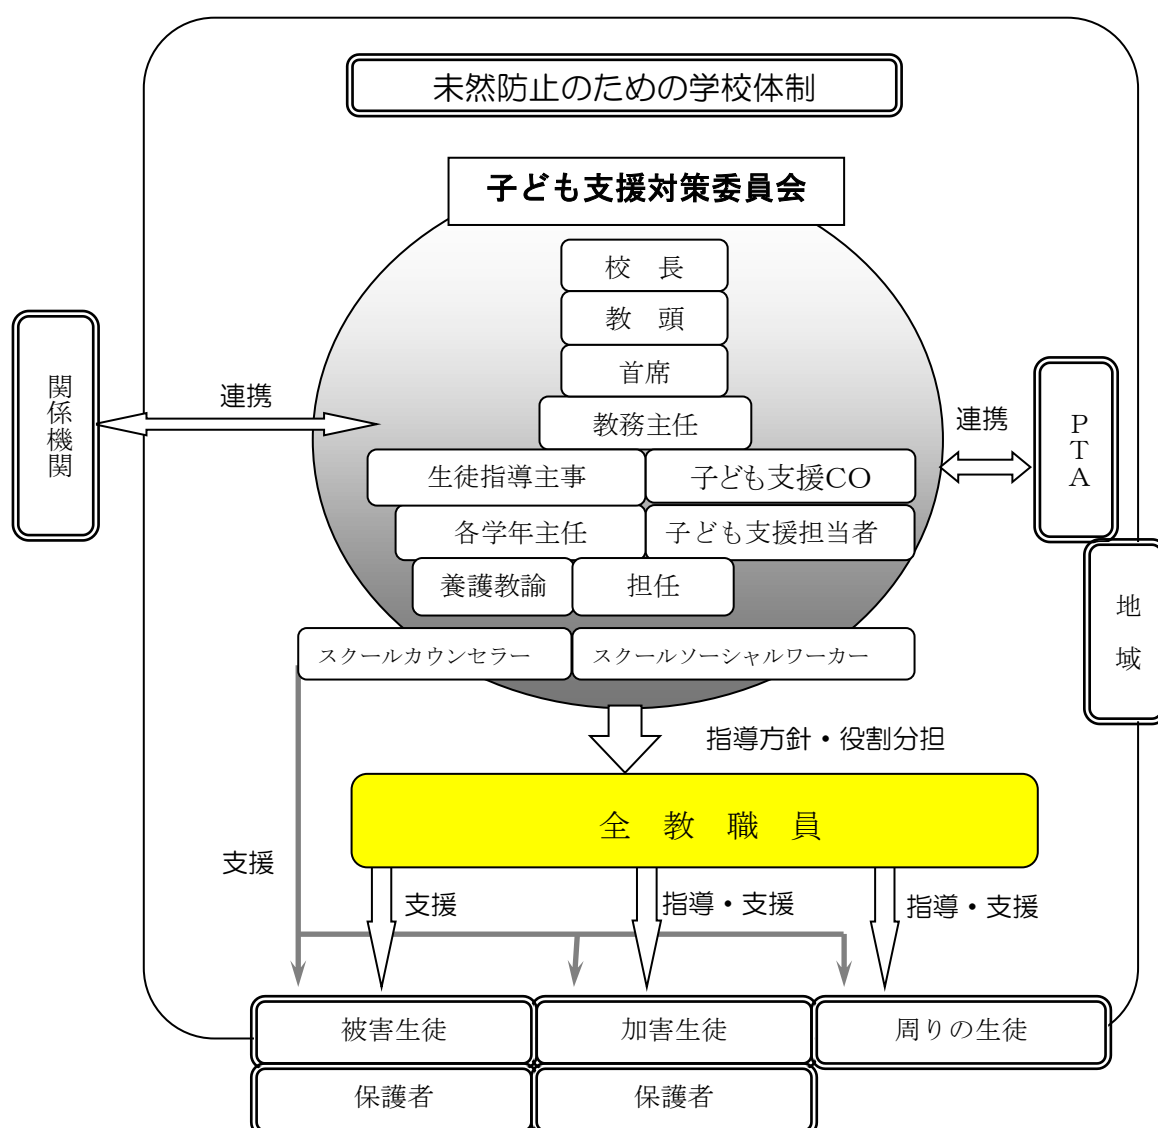 未然防止のための学校体制
子ども支援対策委員会
校　長
教　頭
首席
教務主任
生徒指導主事
子ども支援CO
各学年主任
子ども支援担当者
養護教諭
担任
スクールカウンセラー
スクールソーシャルワーカー
関係機関
連携
連携
PTA
地域
指導方針・役割分担
全　教　職　員
支援
支援
指導・支援
指導・支援
被害生徒
加害生徒
周りの生徒
保護者
保護者